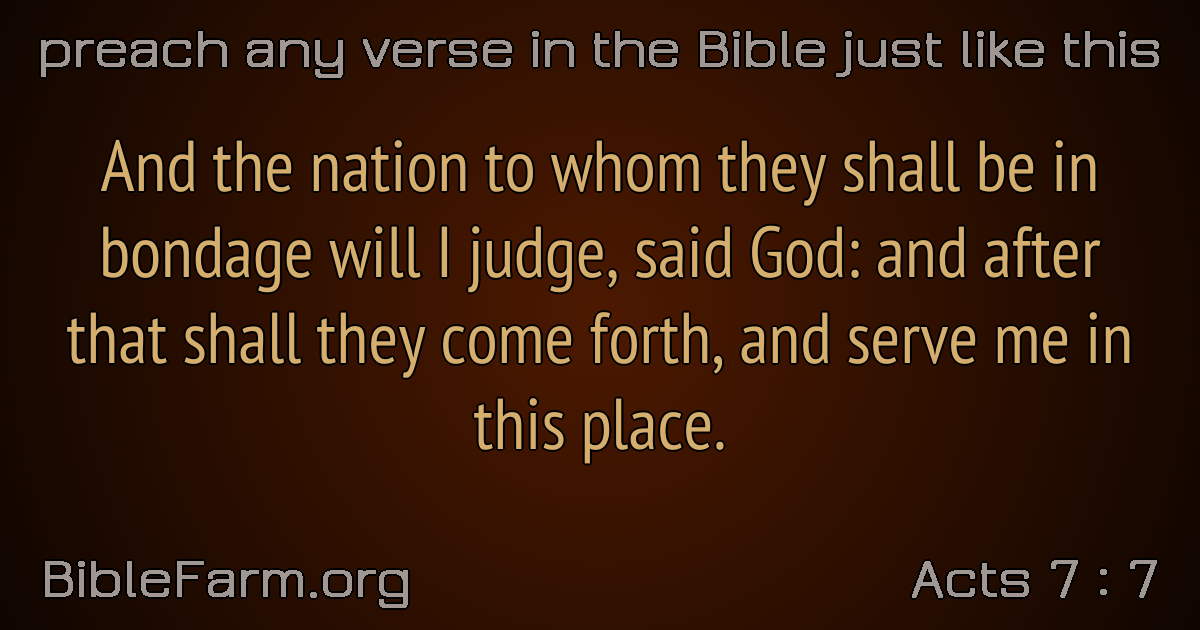 preach any verse in the Bible just like this
And the nation to whom they shall be in
bondage will I judge, said God: and after
that shall they come forth, and serve me in
this place.
BibleFarm.org
Acts 7 : 7